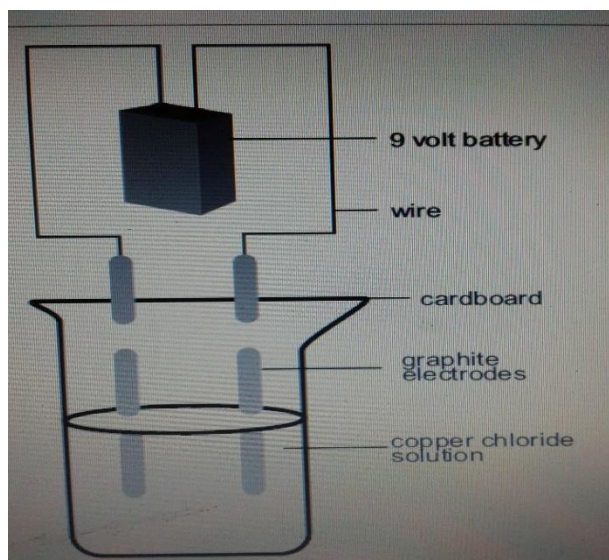 9 volt battery
wire
cardboard
graphite
electrodes
copper chloride
solution